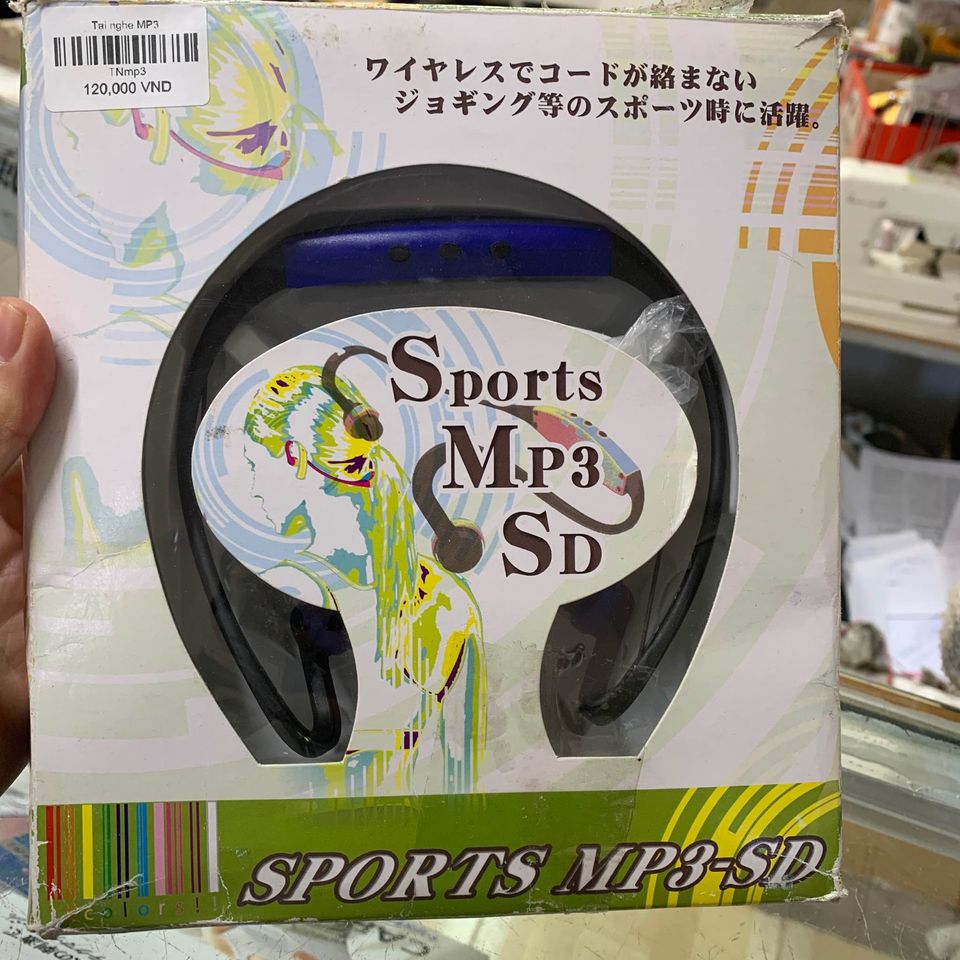 Tai nghe MP3
TNmp3
120,000 VND
ワイヤレスでコードが絡まない
ジョギング等のスポーツ時に活躍。
Sports
MP3
SD
colors!!
SPORTS MP3-SD